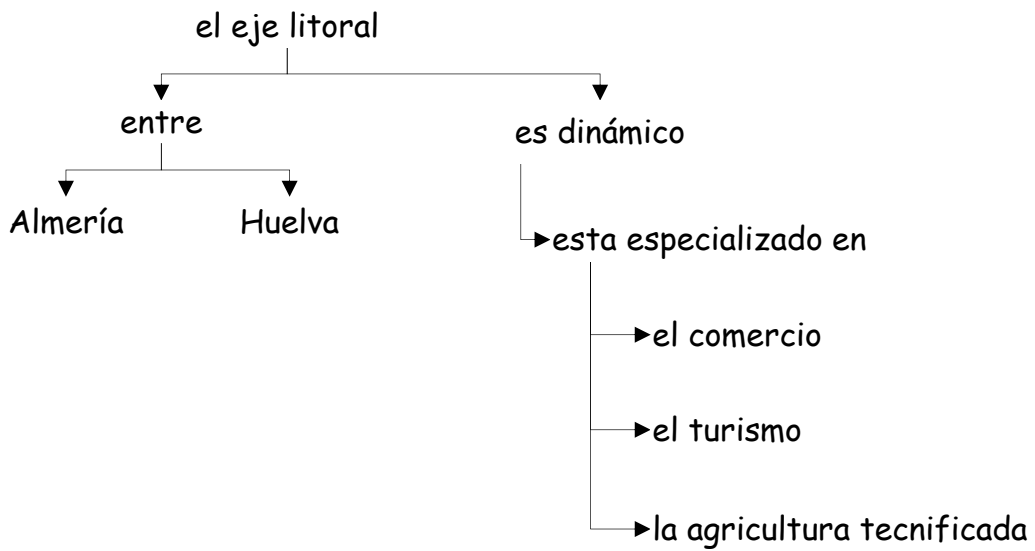 el eje litoral
entre
es dinámico
Almería
Huelva
esta especializado en
el comercio
el turismo
la agricultura tecnificada